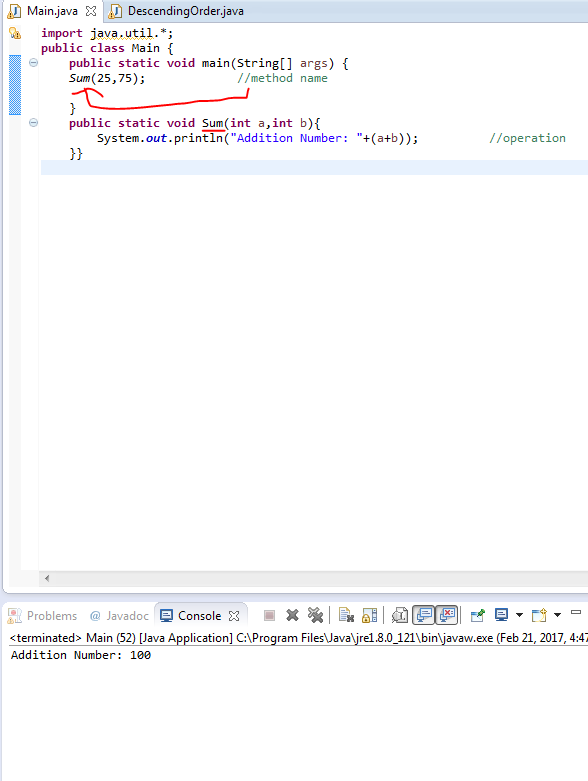 Main.java DescendingOrder.java
import java.util.*;
public class Main {
public static void main(String[] args) {
Sum(25,75); //method name
}
public static void Sum(int a,int b){
System.out.println("Addition Number: "+(a+b)); //operation
}}
Problems @ Javadoc Console
<terminated> Main (52) [Java Application] C:\Program Files\Java\jre1.8.0_121\bin\javaw.exe (Feb 21, 2017, 4:47
Addition Number: 100